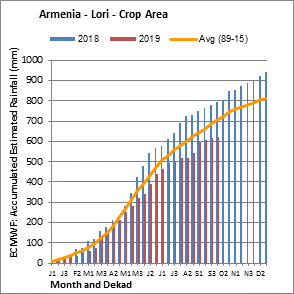 Armenia - Lori - Crop Area
2018 2019 Avg (89-15)
ECMWF: Accumulated Estimated Rainfall (mm)
1000
900
800
700
600
500
400
300
200
100
0
J1 J3 F2 M1 M3 A2 M1 M3 J2 J1 J3 A2 S1 S3 O2 N1 N3 D2
Month and Dekad